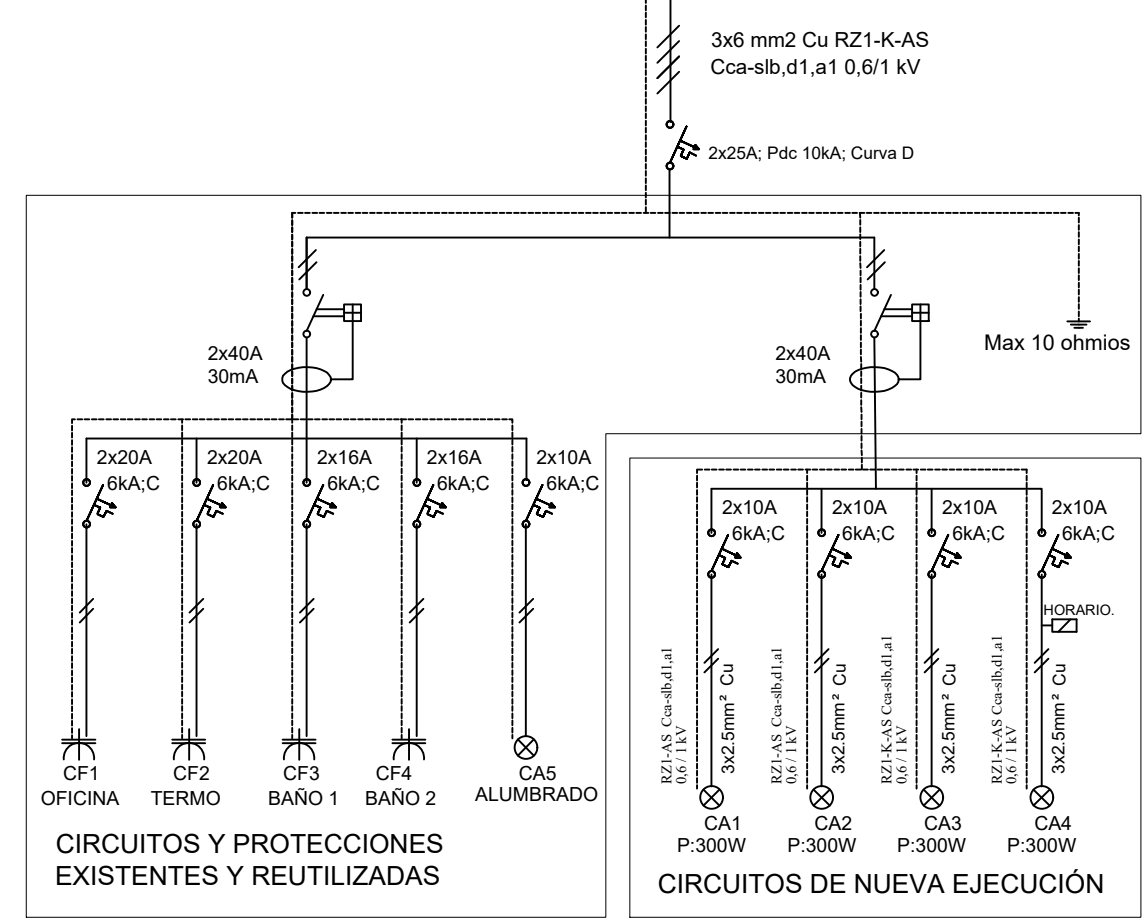 3x6 mm2 Cu RZ1-K-AS
Cca-slb,d1,a1 0,6/1 kV
2x25A; Pdc 10kA; Curva D
2x40A
30mA
2x40A
30mA
Max 10 ohmios
2x20A
6kA;C
2x20A
6kA;C
2x16A
6kA;C
2x16A
6kA;C
2x10A
6kA;C
CF1
OFICINA
CF2
TERMO
CF3
BAÑO 1
CF4
BAÑO 2
CA5
ALUMBRADO
CIRCUITOS Y PROTECCIONES
EXISTENTES Y REUTILIZADAS
2x10A
6kA;C
2x10A
6kA;C
2x10A
6kA;C
2x10A
6kA;C
HORARIO.
RZ1-AS Cca-slb,d1,a1
0,6 / 1 kV
3x2.5mm² Cu
RZ1-AS Cca-slb,d1,a1
0,6 / 1 kV
3x2.5mm² Cu
RZ1-K-AS Cca-slb,d1,a1
0,6 / 1 kV
3x2.5mm² Cu
RZ1-K-AS Cca-slb,d1,a1
0,6 / 1 kV
3x2.5mm² Cu
CA1
P:300W
CA2
P:300W
CA3
P:300W
CA4
P:300W
CIRCUITOS DE NUEVA EJECUCIÓN